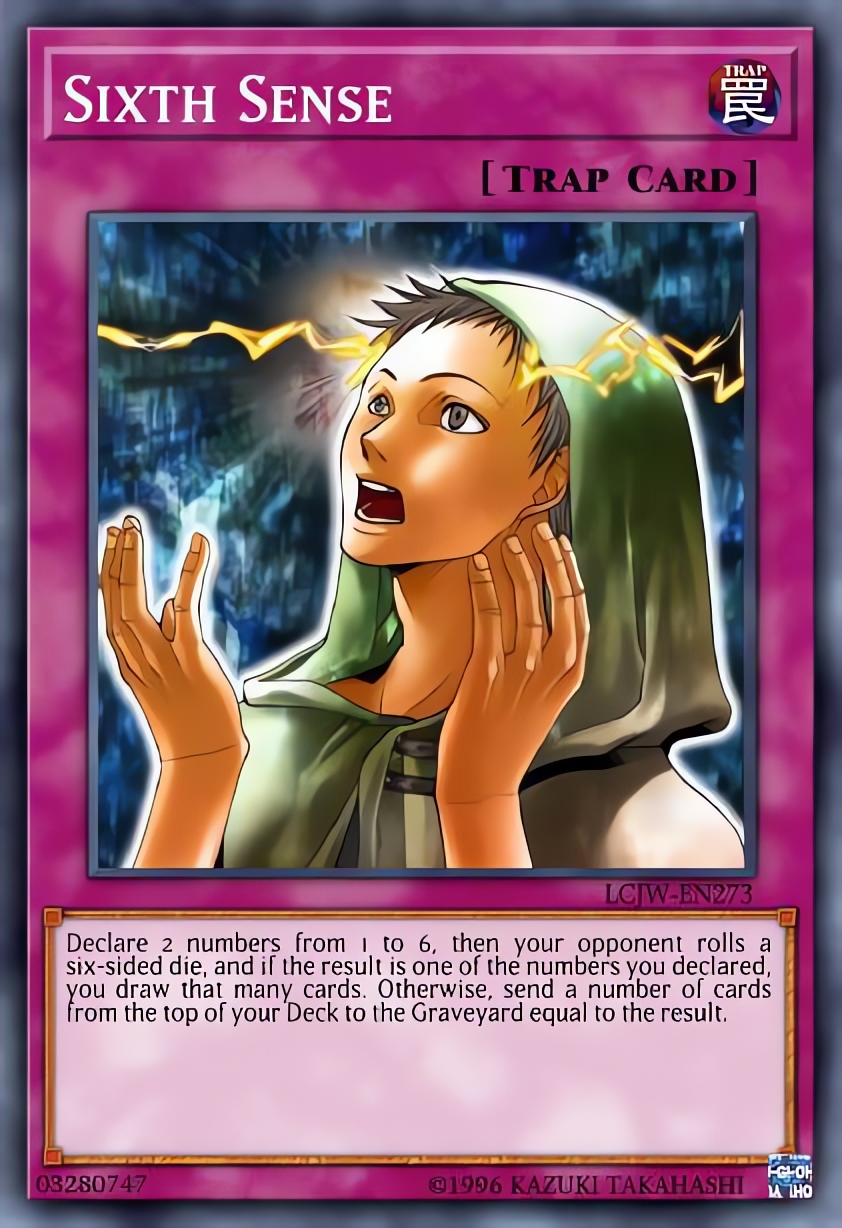 SIXTH SENSE
TRAP
罠
[TRAP CARD]
LCJW-EN273
Declare 2 numbers from 1 to 6, then your opponent rolls a
six-sided die, and if the result is one of the numbers you declared,
you draw that many cards. Otherwise, send a number of cards
from the top of your Deck to the Graveyard equal to the result.
03280747
©1996 KAZUKI TAKAHASHI